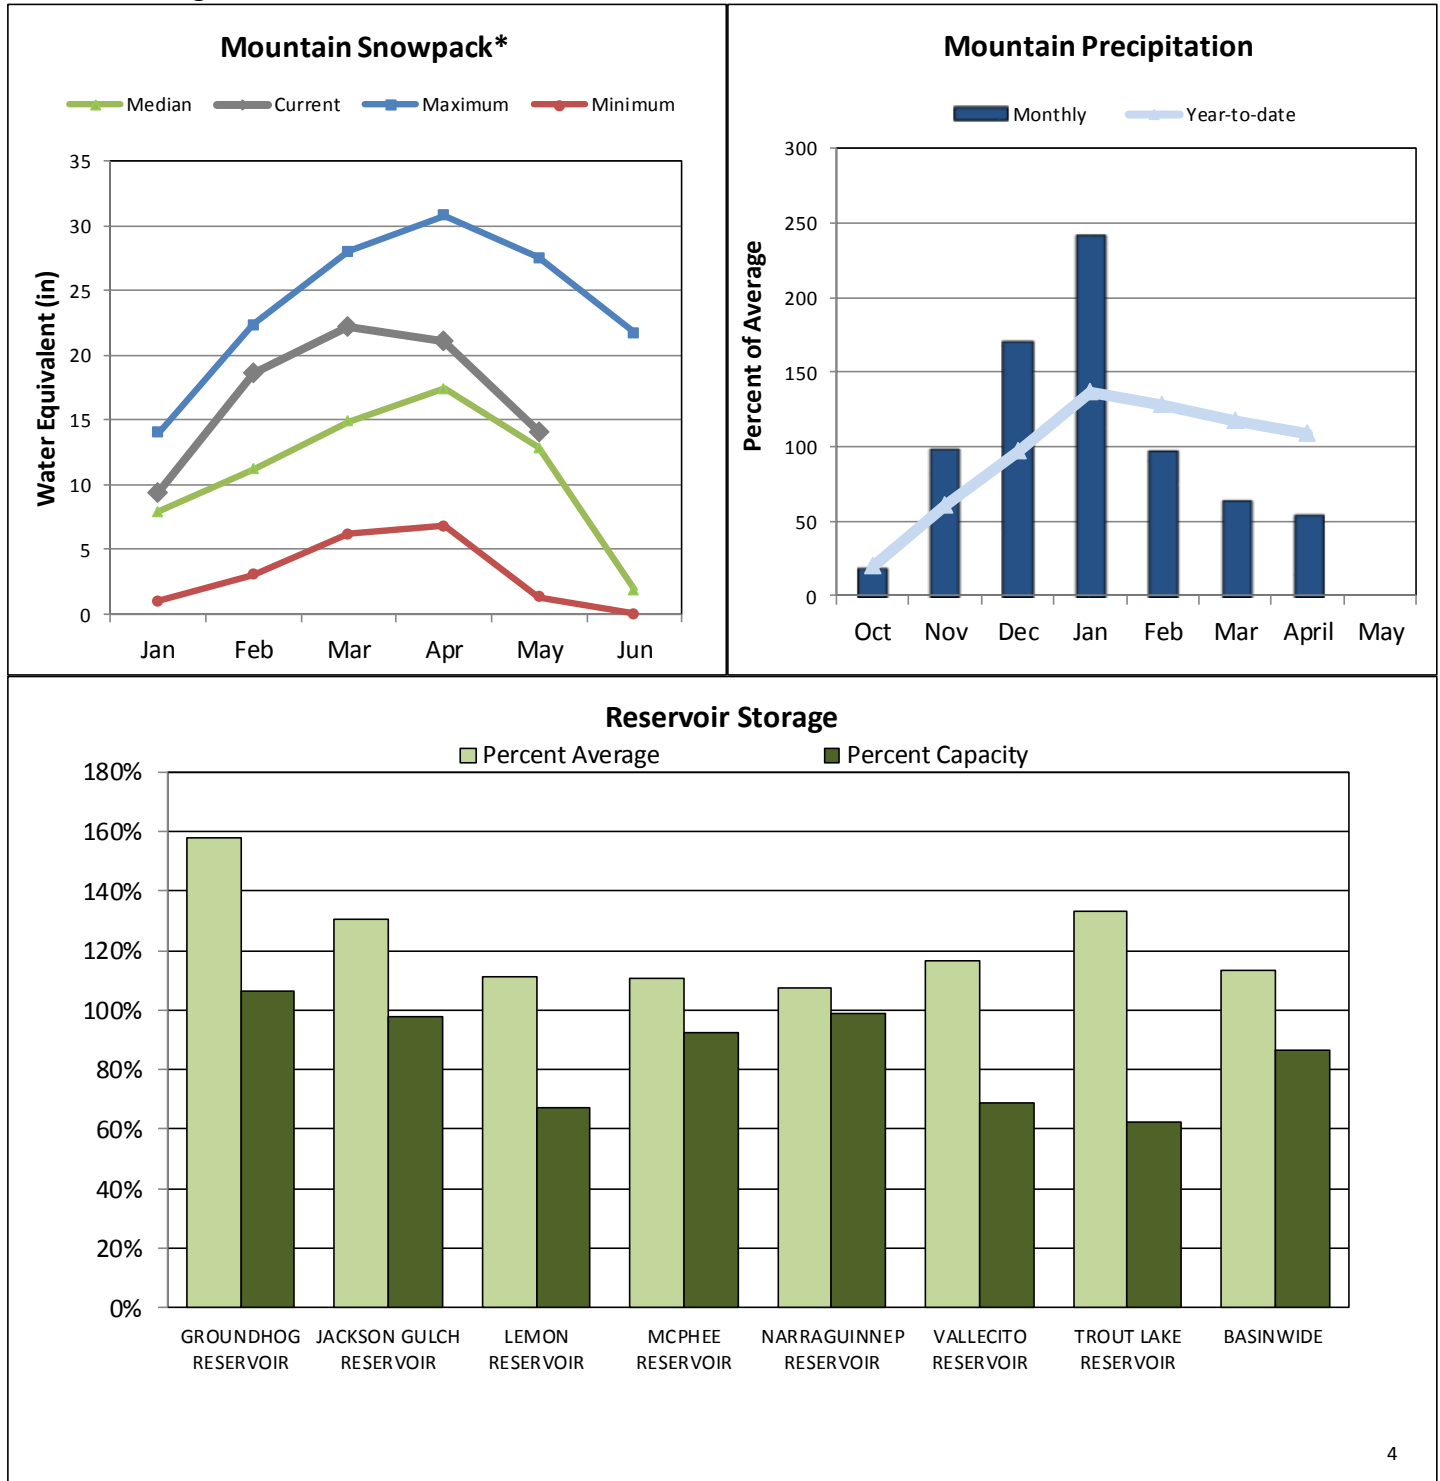 Mountain Snowpack*
Median Current Maximum Minimum
Water Equivalent (in)
35
30
25
20
15
10
5
0
Jan Feb Mar Apr May Jun
Mountain Precipitation
Monthly Year-to-date
Percent of Average
300
250
200
150
100
50
0
Oct Nov Dec Jan Feb Mar April May
Reservoir Storage
Percent Average Percent Capacity
180%
160%
140%
120%
100%
80%
60%
40%
20%
0%
GROUNDHOG RESERVOIR
JACKSON GULCH RESERVOIR
LEMON RESERVOIR
MCPHEE RESERVOIR
NARRAGUINNEP RESERVOIR
VALLECITO RESERVOIR
TROUT LAKE RESERVOIR
BASINWIDE
4